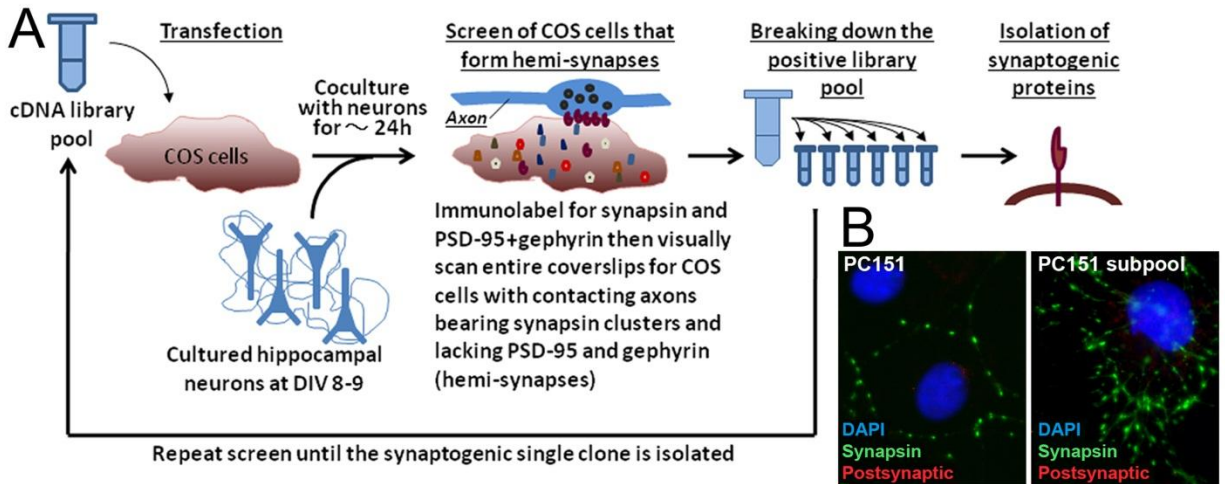 A
Transfection
cDNA library
pool
COS cells
Coculture
with neurons
for ~ 24h
Cultured hippocampal
neurons at DIV 8-9
Screen of COS cells that
form hemi-synapses
Axon
Immunolabel for synapsin and
PSD-95+gephyrin then visually
scan entire coverslips for COS
cells with contacting axons
bearing synapsin clusters and
lacking PSD-95 and gephyrin
(hemi-synapses)
Breaking down the
positive library
pool
Isolation of
synaptogenic
proteins
Repeat screen until the synaptogenic single clone is isolated
B
PC151
DAPI
Synapsin
Postsynaptic
PC151 subpool
DAPI
Synapsin
Postsynaptic